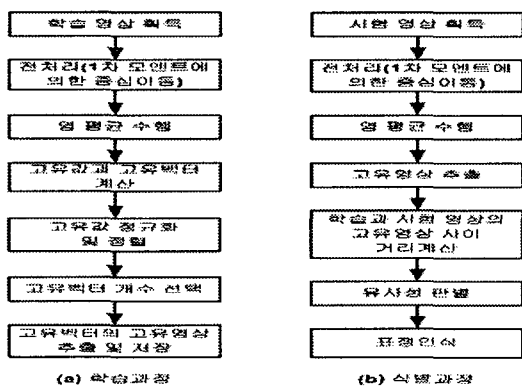 학습 영상 획득
전처리(1차 모멘트에
의한 중심이동)
영 평균 수행
고유값과 고유벡터
계산
고유값 정규화
및 정렬
고유벡터 개수 선택
고유벡터의 고유영상
추출 및 저장
(a) 학습과정
시험 영상 획득
전처리(1차 모멘트에
의한 중심이동)
영 평균 수행
고유영상 추출
학습과 시험 영상의
고유영상 사이
거리계산
유사성 판별
표정인식
(b) 식별과정